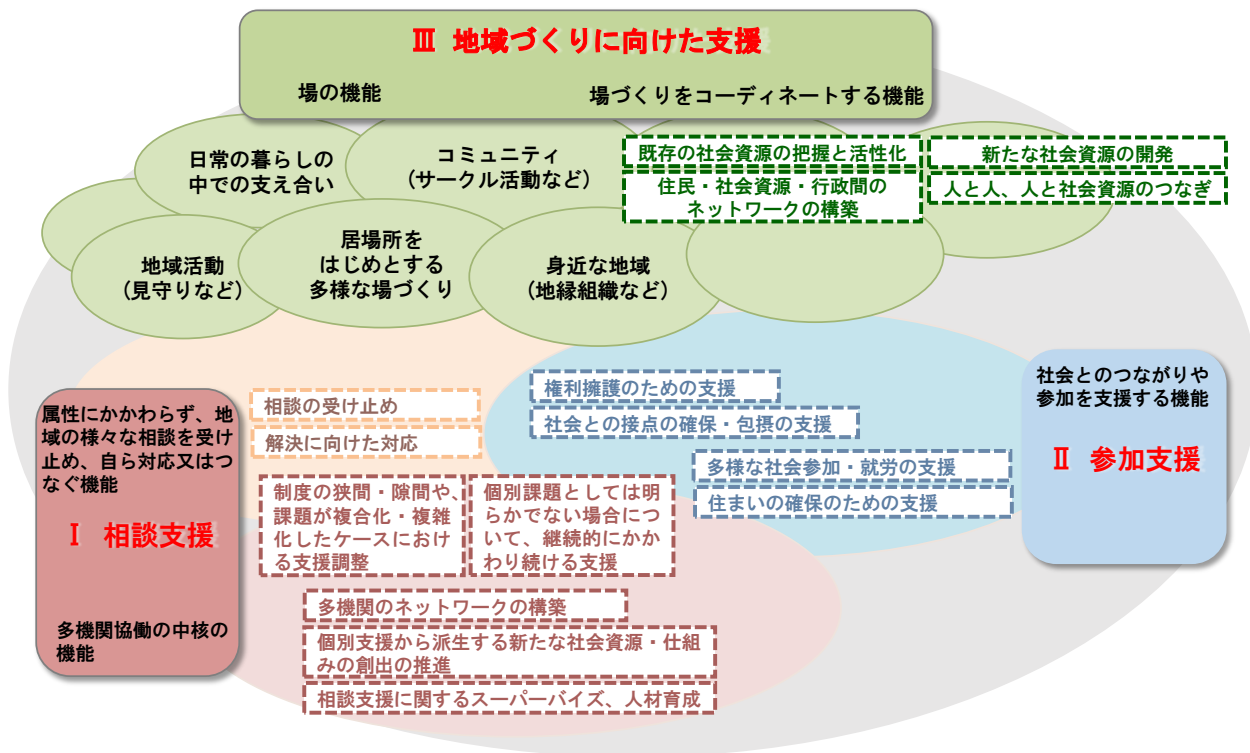 Ⅲ 地域づくりに向けた支援
場の機能
場づくりをコーディネートする機能
日常の暮らしの
中での支え合い
コミュニティ
(サークル活動など)
既存の社会資源の把握と活性化
新たな社会資源の開発
住民・社会資源・行政間の
ネットワークの構築
人と人、人と社会資源のつなぎ
地域活動
(見守りなど)
居場所を
はじめとする
多様な場づくり
身近な地域
(地縁組織など)
属性にかかわらず、地
域の様々な相談を受け
止め、自ら対応又はつ
なぐ機能
Ⅰ 相談支援
多機関協働の中核の
機能
相談の受け止め
解決に向けた対応
制度の狭間・隙間や、
課題が複合化・複雑
化したケースにおけ
る支援調整
個別課題としては明
らかでない場合につ
いて、継続的にかか
わり続ける支援
多機関のネットワークの構築
個別支援から派生する新たな社会資源・仕組
みの創出の推進
相談支援に関するスーパーバイズ、人材育成
権利擁護のための支援
社会との接点の確保・包摂の支援
多様な社会参加・就労の支援
住まいの確保のための支援
社会とのつながりや
参加を支援する機能
Ⅱ 参加支援